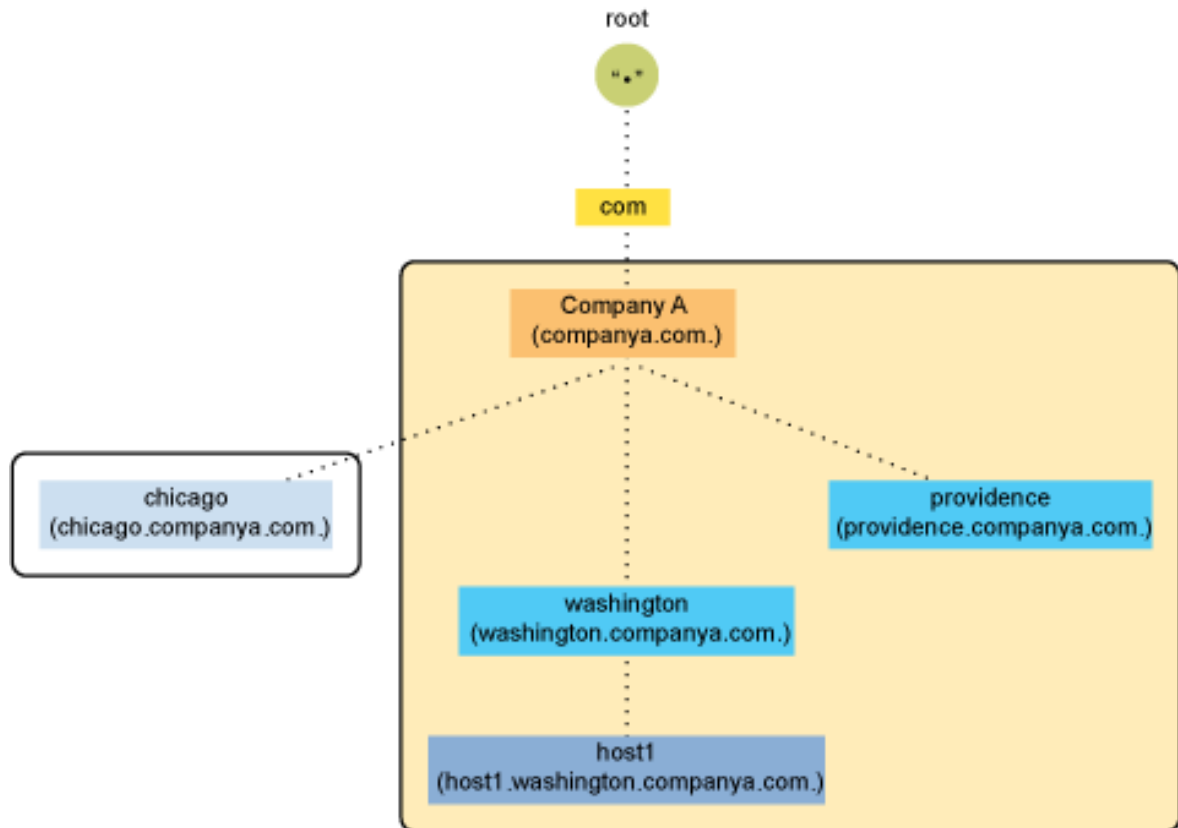 root
“•”
com
Company A
(companya.com.)
chicago
(chicago.companya.com.)
providence
(providence.companya.com.)
washington
(washington.companya.com.)
host1
(host1.washington.companya.com.)